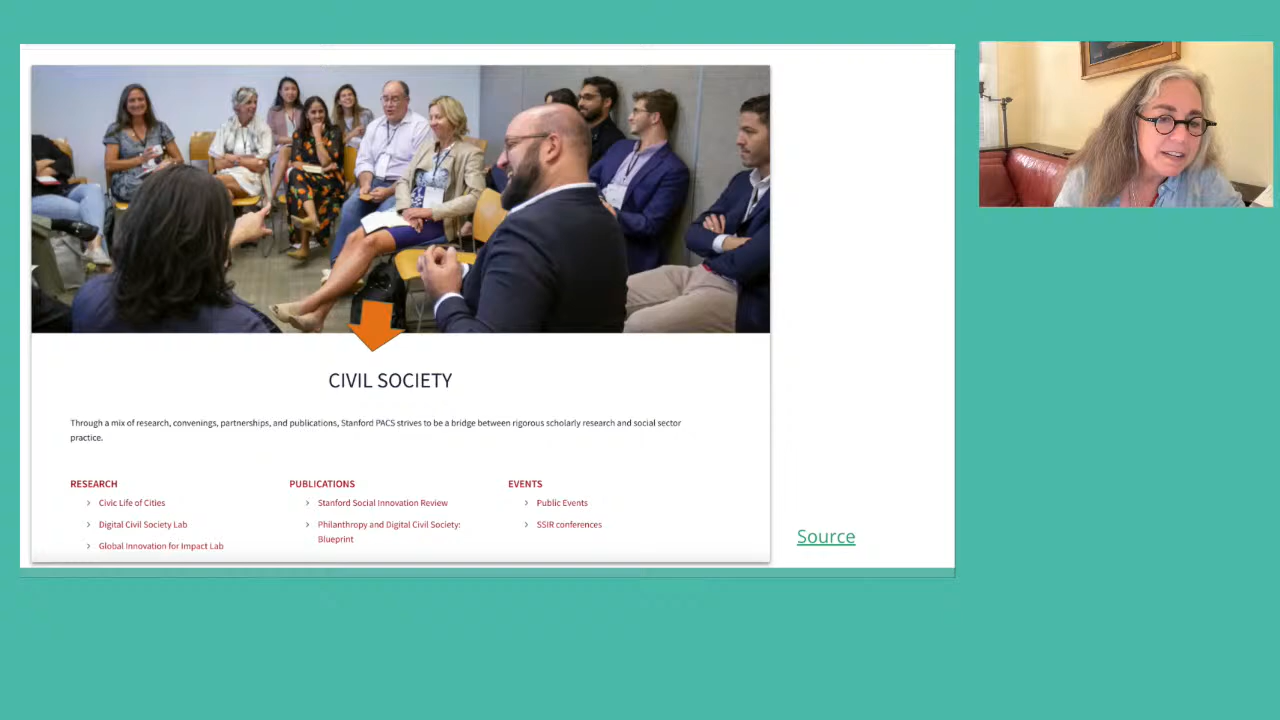 CIVIL SOCIETY
Through a mix of research, convenings, partnerships, and publications, Stanford PACS strives to be a bridge between rigorous scholarly research and social sector
practice.
RESEARCH
Civic Life of Cities
Digital Civil Society Lab
Global Innovation for Impact Lab
PUBLICATIONS
Stanford Social Innovation Review
Philanthropy and Digital Civil Society:
Blueprint
EVENTS
Public Events
SSIR conferences
Source